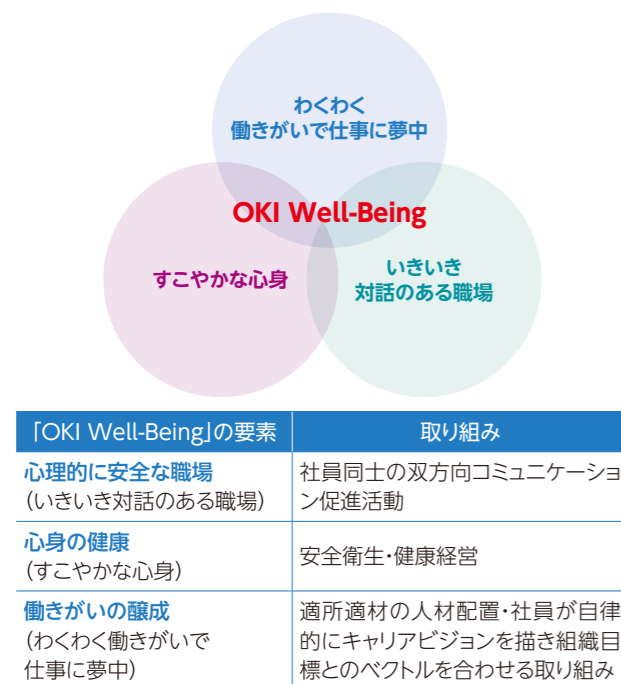 わくわく
働きがいで仕事に夢中
OKI Well-Being
すこやかな心身
いきいき
対話のある職場
「OKI Well-Being」の要素
取り組み
心理的に安全な職場
（いきいき対話のある職場）
社員同士の双方向コミュニケーショ
ン促進活動
心身の健康
（すこやかな心身）
安全衛生・健康経営
働きがいの醸成
（わくわく働きがいで
仕事に夢中）
適所適材の人材配置・社員が自律
的にキャリアビジョンを描き組織目
標とのベクトルを合わせる取り組み